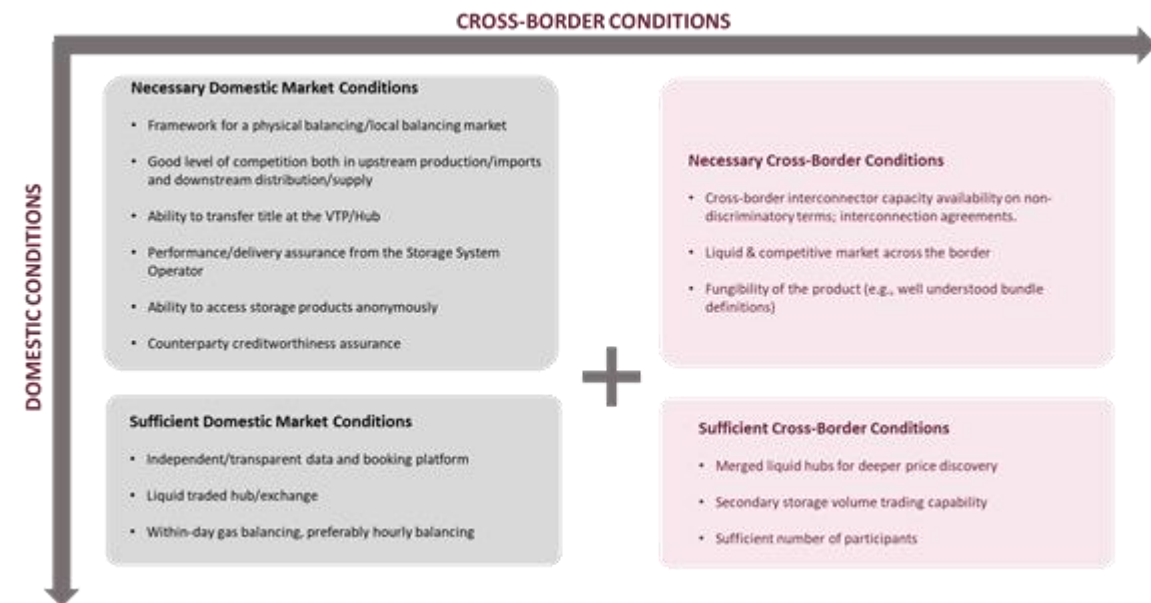 CROSS-BORDER CONDITIONS
DOMESTIC CONDITIONS
Necessary Domestic Market Conditions
• Framework for a physical balancing/local balancing market
• Good level of competition both in upstream production/imports
and downstream distribution/supply
• Ability to transfer title at the VTP/Hub
• Performance/delivery assurance from the Storage System
Operator
• Ability to access storage products anonymously
• Counterparty creditworthiness assurance
Necessary Cross-Border Conditions
• Cross-border interconnector capacity availability on non-
discriminatory terms; interconnection agreements.
• Liquid & competitive market across the border
• Fungibility of the product (e.g., well understood bundle
definitions)
+
Sufficient Domestic Market Conditions
• Independent/transparent data and booking platform
• Liquid traded hub/exchange
• Within-day gas balancing, preferably hourly balancing
Sufficient Cross-Border Conditions
• Merged liquid hubs for deeper price discovery
• Secondary storage volume trading capability
• Sufficient number of participants